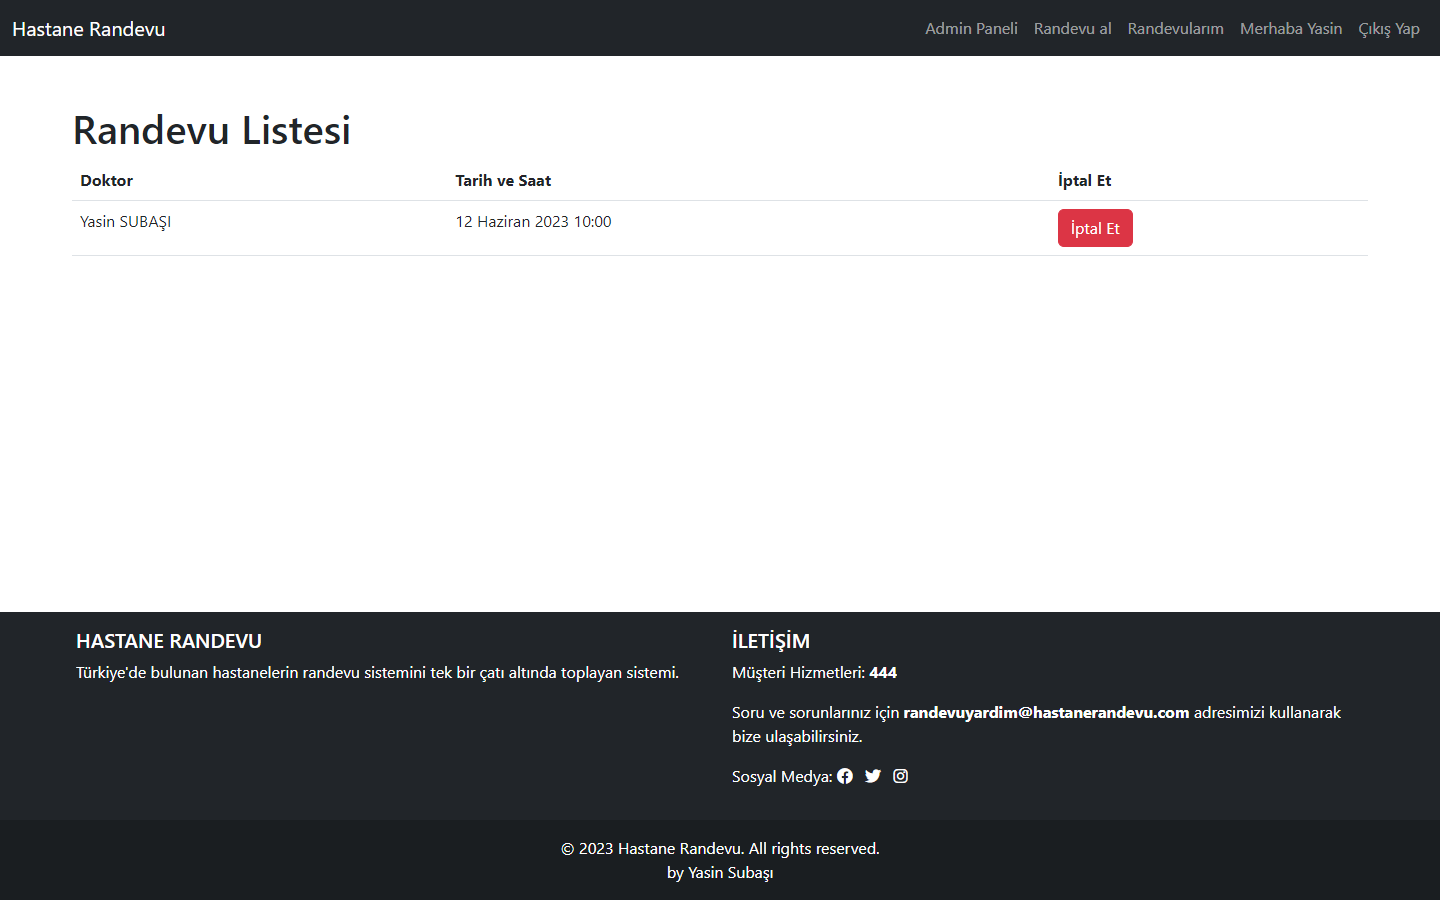 Hastane Randevu
Admin Paneli Randevu al Randevularım Merhaba Yasin Çıkış Yap
Randevu Listesi
Doktor Tarih ve Saat İptal Et
Yasin SUBAŞI 12 Haziran 2023 10:00 İptal Et
HASTANE RANDEVU
Türkiye'de bulunan hastanelerin randevu sistemini tek bir çatı altında toplayan sistemi.
İLETİŞİM
Müşteri Hizmetleri: 444
Soru ve sorunlarınız için randevuyardim@hastanerandevu.com adresimizi kullanarak
bize ulaşabilirsiniz.
Sosyal Medya:
© 2023 Hastane Randevu. All rights reserved.
by Yasin Subaşı